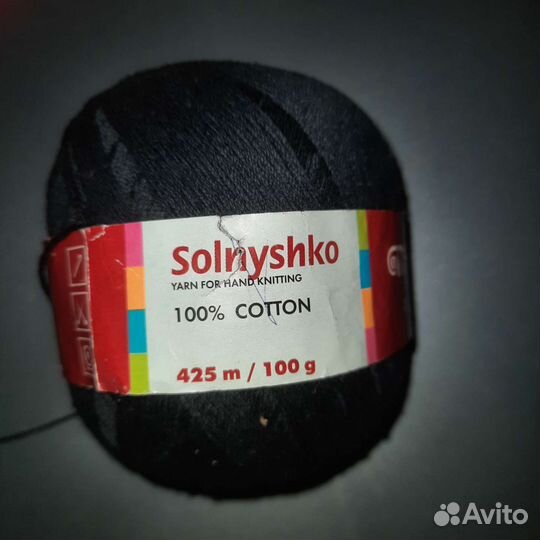 Solnyshko
YARN FOR HAND KNITTING
100% COTTON
425 m / 100 g
Avito